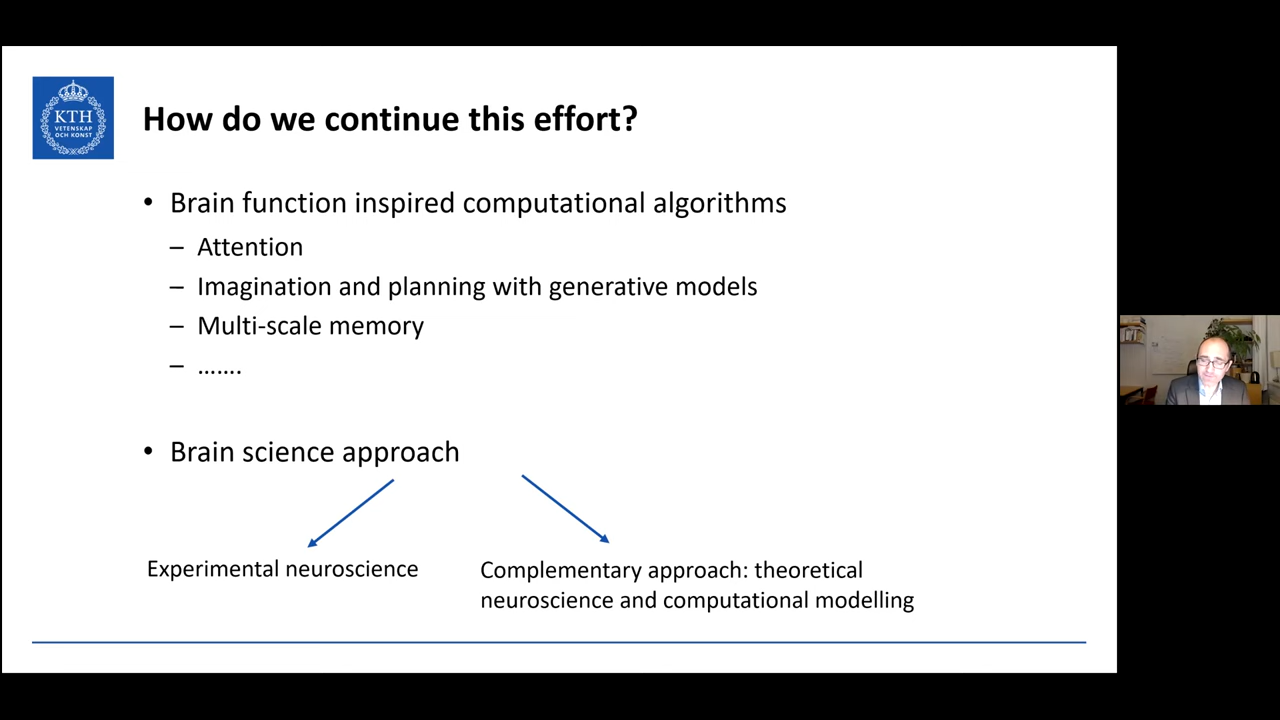 KTH
VETENSKAP
OCH KONST
How do we continue this effort?
• Brain function inspired computational algorithms
– Attention
– Imagination and planning with generative models
– Multi-scale memory
– .......
• Brain science approach
Experimental neuroscience
Complementary approach: theoretical
neuroscience and computational modelling